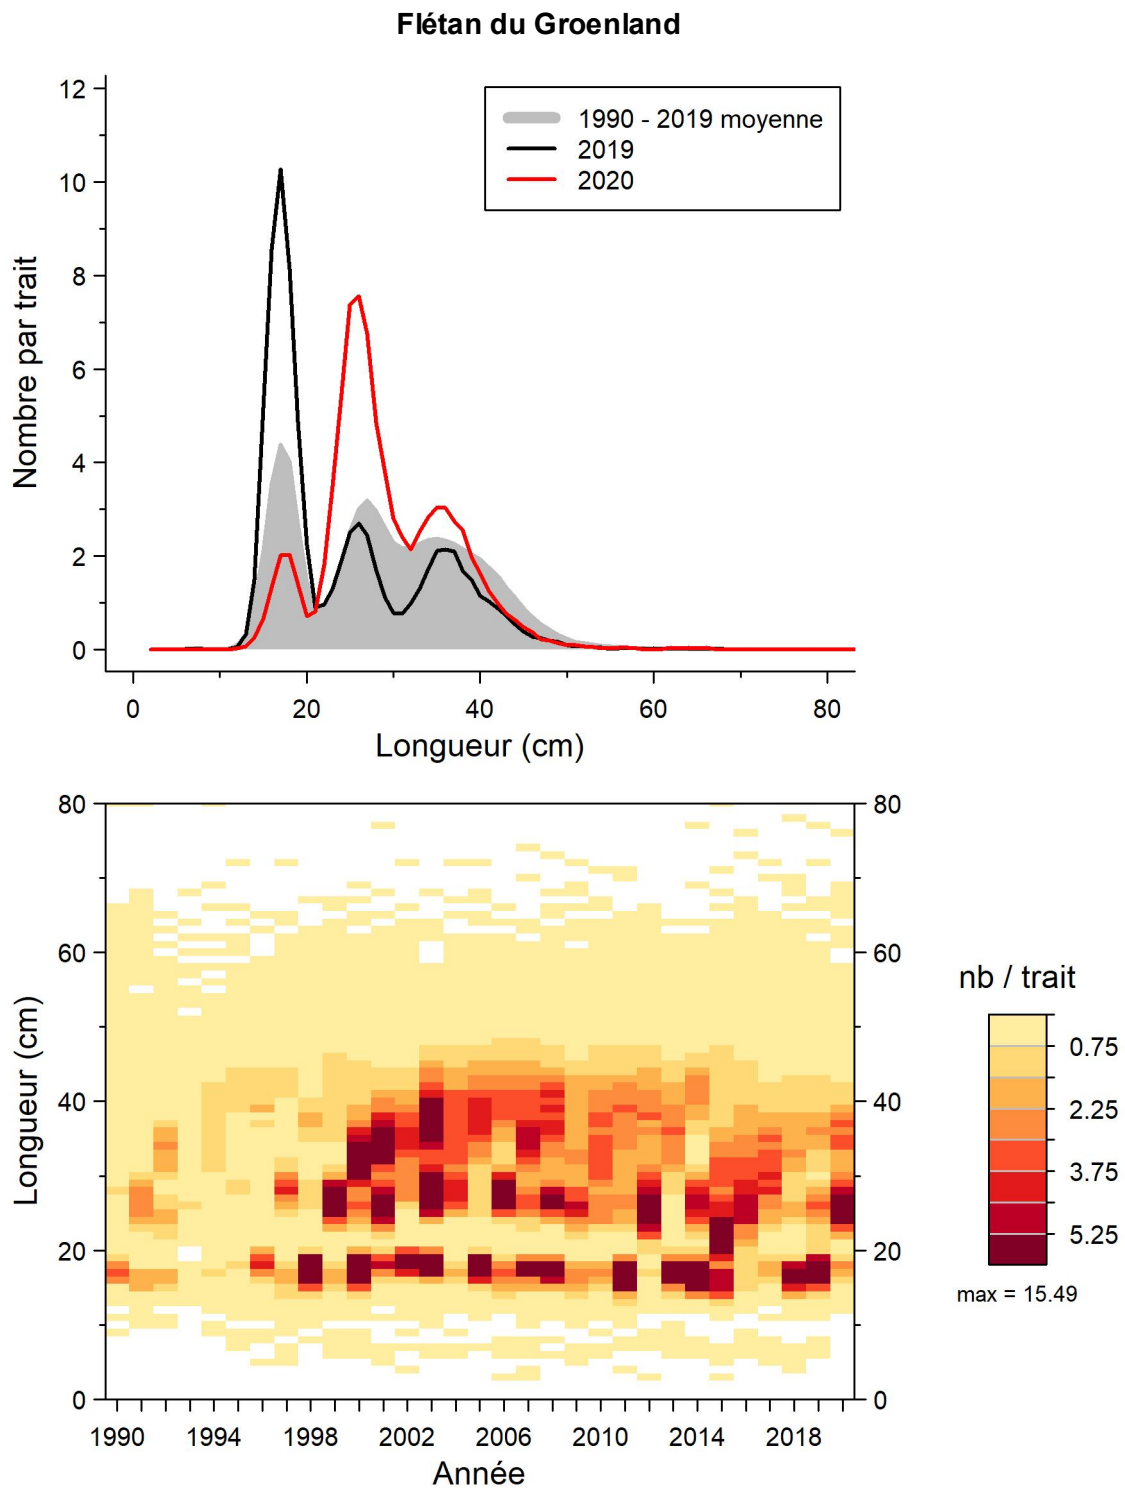 Flétan du Groenland
12
10
8
6
4
2
0
Nombre par trait
1990 - 2019 moyenne
2019
2020
0 20 40 60 80
Longueur (cm)
80
60
40
20
0
Longueur (cm)
80
60
40
20
0
1990 1994 1998 2002 2006 2010 2014 2018
Année
nb / trait
0.75
2.25
3.75
5.25
max = 15.49